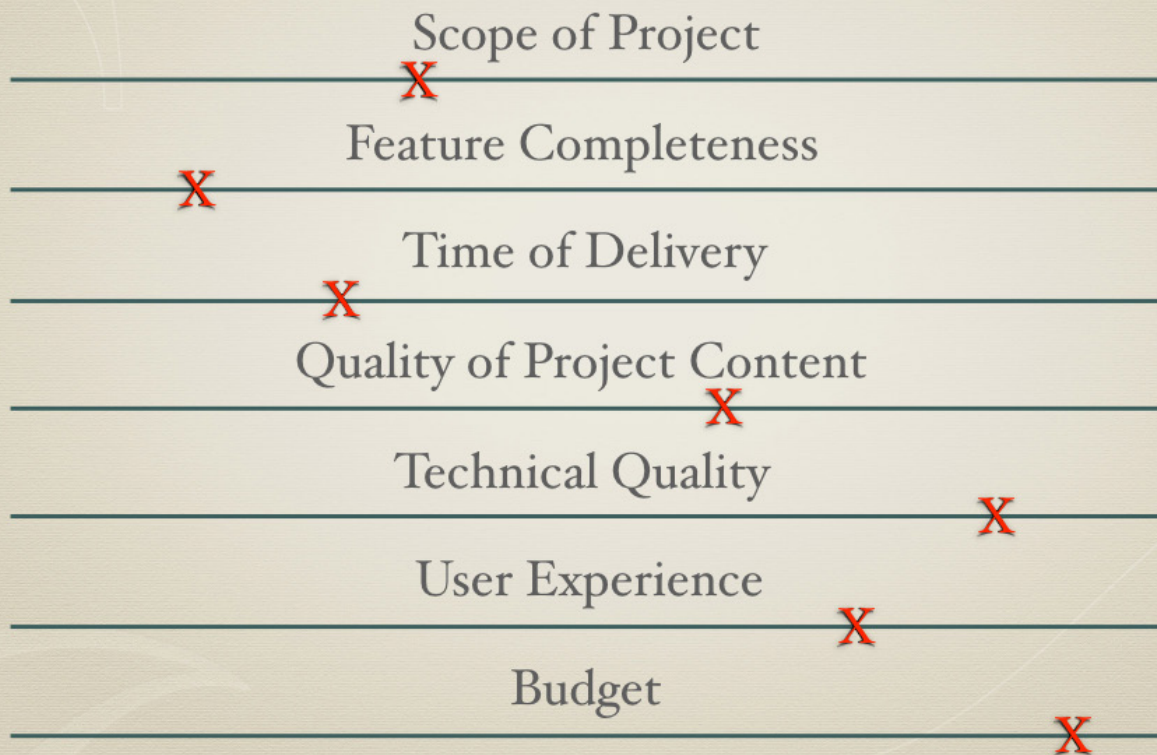 Scope of Project
X
Feature Completeness
X
Time of Delivery
X
Quality of Project Content
X
Technical Quality
X
User Experience
X
Budget
X